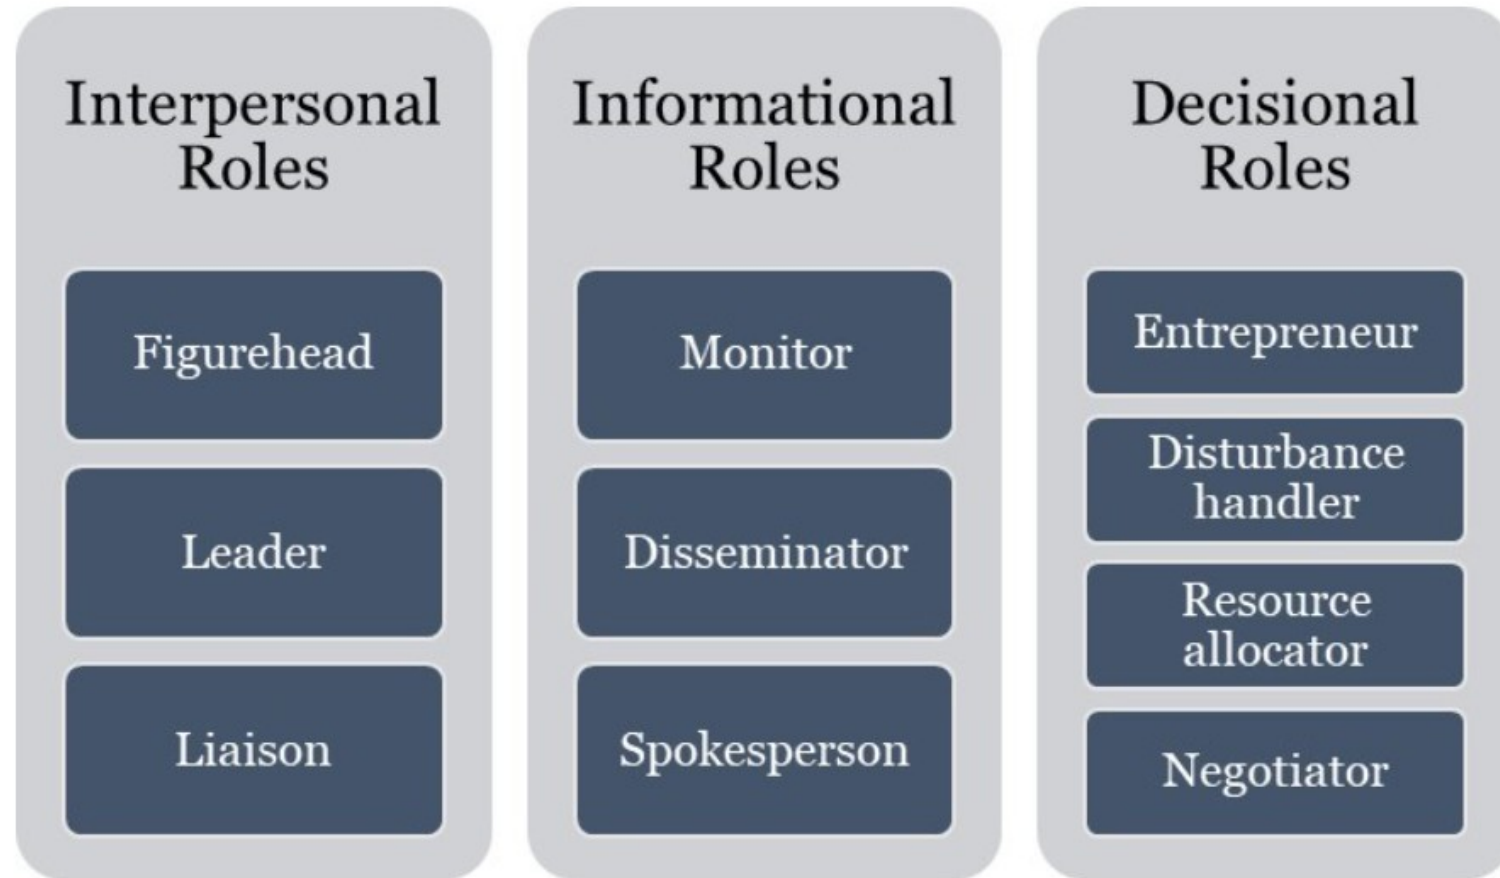 Interpersonal
Roles
Figurehead
Leader
Liaison
Informational
Roles
Monitor
Disseminator
Spokesperson
Decisional
Roles
Entrepreneur
Disturbance
handler
Resource
allocator
Negotiator